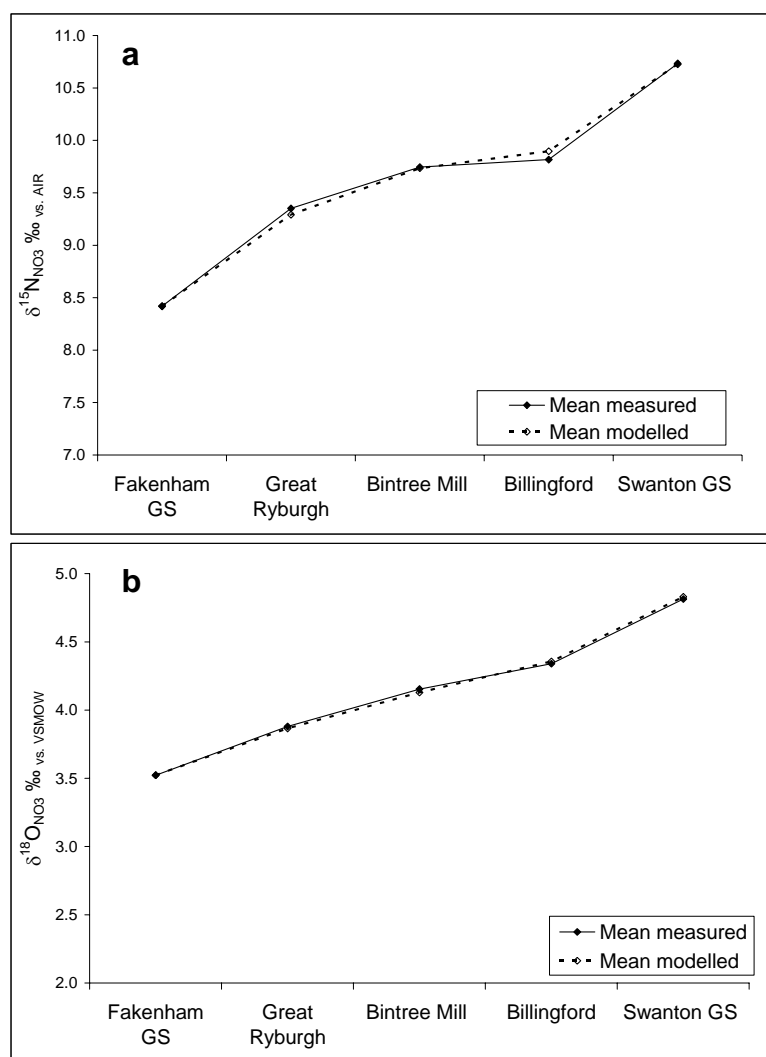 a
11.0
10.5
10.0
9.5
9.0
8.5
8.0
7.5
7.0
δ15NNO3 ‰ vs. AIR
Mean measured
Mean modelled
Fakenham GS
Great Ryburgh
Bintree Mill
Billingford
Swanton GS
b
5.0
4.5
4.0
3.5
3.0
2.5
2.0
δ18ONO3 ‰ vs. VSMOW
Mean measured
Mean modelled
Fakenham GS
Great Ryburgh
Bintree Mill
Billingford
Swanton GS